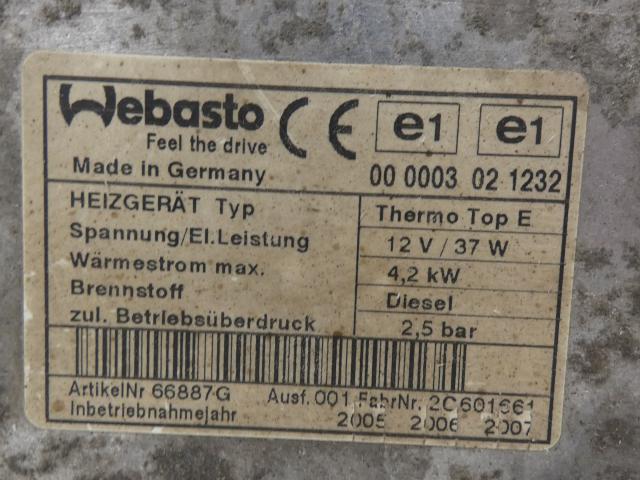 Webasto
Feel the drive
Made in Germany
CE e1 e1
00 0003 02 1232
HEIZGERÄT Typ Thermo Top E
Spannung/El.Leistung 12 V / 37 W
Wärmestrom max. 4,2 kW
Brennstoff Diesel
zul. Betriebsüberdruck 2,5 bar
ArtikelNr 66887G Ausf. 001 FabrNr. 2C601661
Inbetriebnahmejahr 2005 2006 2007